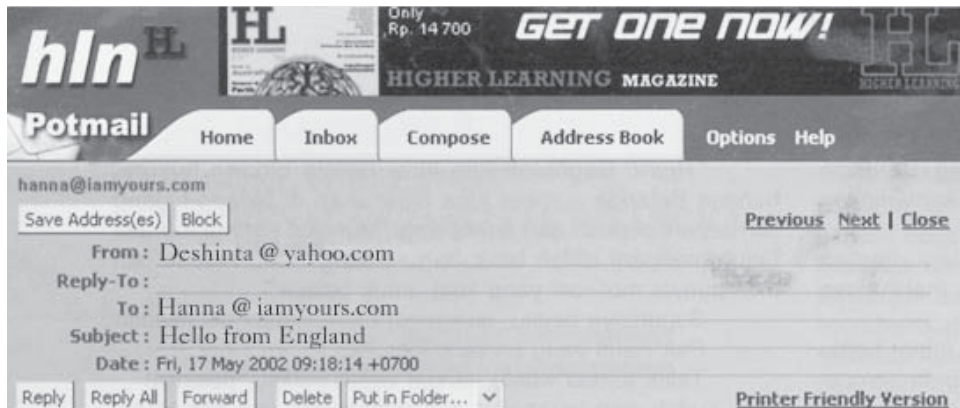 Only
Rp. 14 700 GET ONE NOW!
hln HL HL
HIGHER LEARNING MAGAZINE
HIGHER LEARNING
Potmail Home Inbox Compose Address Book Options Help
hanna@iamyours.com
Save Address(es) Block Previous Next | Close
From : Deshinta @ yahoo.com
Reply-To :
To : Hanna @ iamyours.com
Subject : Hello from England
Date : Fri, 17 May 2002 09:18:14 +0700
Reply Reply All Forward Delete Put in Folder... Printer Friendly Version